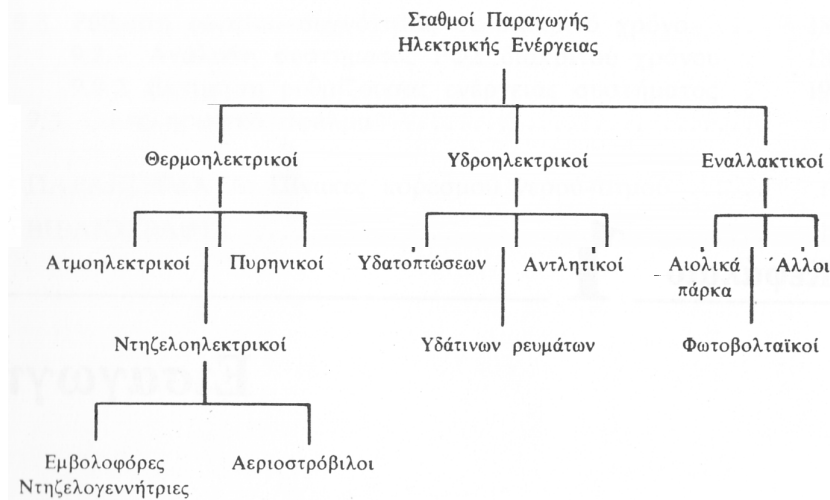 Σταθμοί Παραγωγής
Ηλεκτρικής Ενέργειας
Θερμοηλεκτρικοί
Υδροηλεκτρικοί
Εναλλακτικοί
Ατμοηλεκτρικοί
Πυρηνικοί
Υδατοπτώσεων
Αντλητικοί
Αιολικά
πάρκα
Άλλοι
Ντηζελοηλεκτρικοί
Υδάτινων ρευμάτων
Φωτοβολταϊκοί
Εμβολοφόρες
Ντηζελογεννήτριες
Αεριοστρόβιλοι